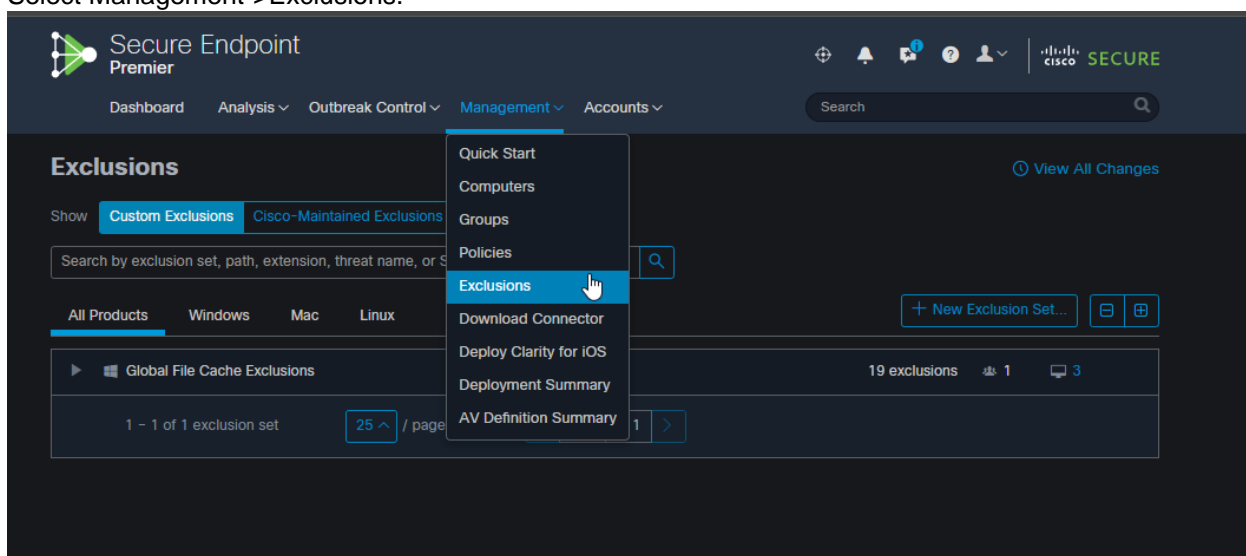 Select Management->Exclusions.
Secure Endpoint
Premier
cisco SECURE
Dashboard Analysis Outbreak Control Management Accounts Search
Exclusions
View All Changes
Show Custom Exclusions Cisco-Maintained Exclusions
Search by exclusion set, path, extension, threat name, or S
All Products Windows Mac Linux
+ New Exclusion Set...
Quick Start
Computers
Groups
Policies
Exclusions
Download Connector
Deploy Clarity for iOS
Deployment Summary
AV Definition Summary
Global File Cache Exclusions 19 exclusions 1 3
1 - 1 of 1 exclusion set 25 / page 1